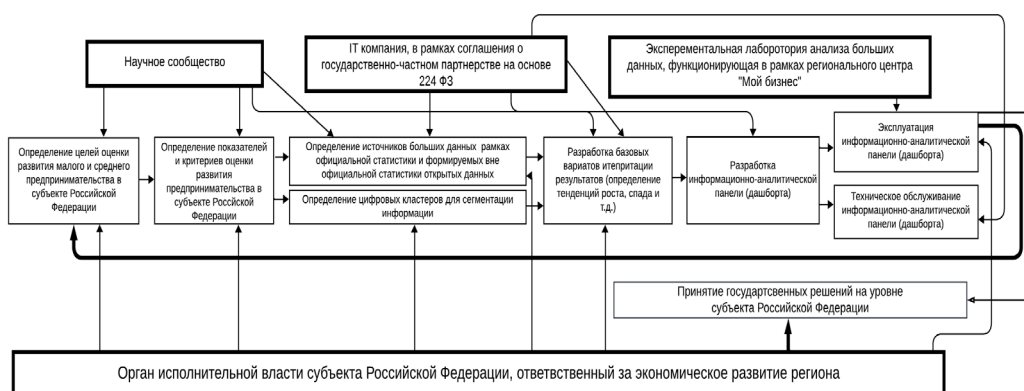 Научное сообщество
IT компания, в рамках соглашения о
государственно-частном партнерстве на основе
224 ФЗ
Эксперементальная лаборотория анализа больших
данных, функционирующая в рамках регионального центра
"Мой бизнес"
Определение целей оценки
развития малого и среднего
предпринимательства в
субъекте Российской
Федерации
Определение показателей
и критериев оценки
развития
предпринимательства в
субъекте Россйской
Федерации
Определение источников больших данных рамках
официальной статистики и формируемых вне
официальной статистики открытых данных
Определение цифровых кластеров для сегментации
информации
Разработка базовых
вариатов итепритации
результатов (определение
тенденций роста, спада и
т.д.)
Разработка
информационно-аналитической
панели (дашборта)
Эксплуатация
информационно-аналитической
панели (дашборта)
Техническое обслуживание
информационно-аналитической
панели (дашборта)
Принятие государтсвенных решений на уровне
субъекта Российской Федерации
Орган исполнительной власти субъекта Российской Федерации, ответвственный за экономическое развитие региона